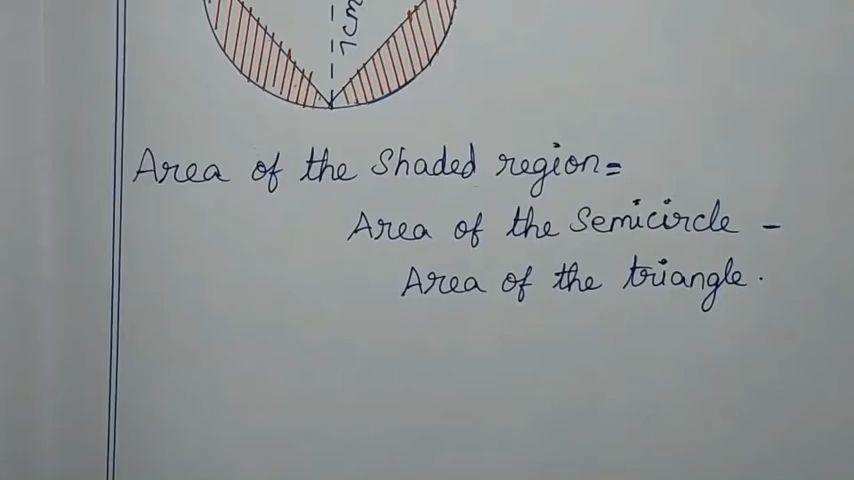 7cm
Area of the Shaded region=
Area of the Semicircle -
Area of the triangle.